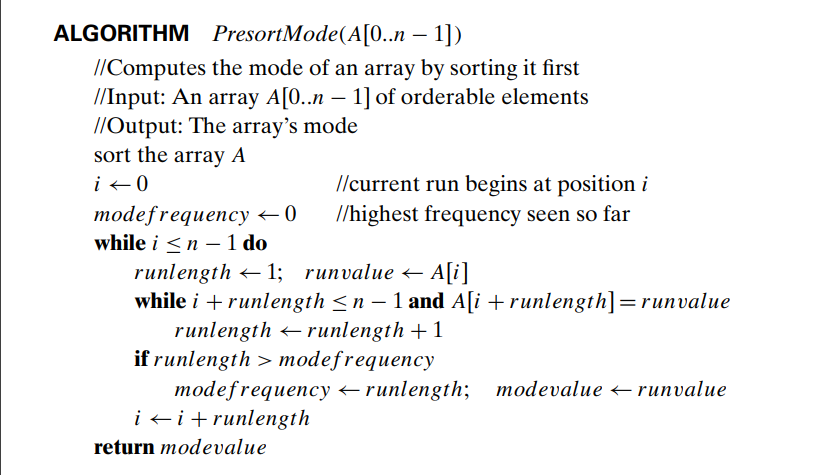 ALGORITHM PresortMode(A[0..n − 1])
//Computes the mode of an array by sorting it first
//Input: An array A[0..n − 1] of orderable elements
//Output: The array’s mode
sort the array A
i ← 0 //current run begins at position i
modefrequency ← 0 //highest frequency seen so far
while i ≤ n − 1 do
runlength ← 1; runvalue ← A[i]
while i + runlength ≤ n − 1 and A[i + runlength] = runvalue
runlength ← runlength + 1
if runlength > modefrequency
modefrequency ← runlength; modevalue ← runvalue
i ← i + runlength
return modevalue